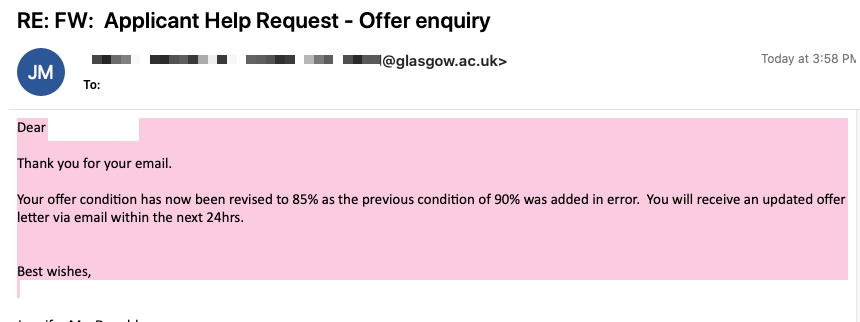 RE: FW: Applicant Help Request - Offer enquiry
JM
@glasgow.ac.uk>
Today at 3:58 PM
To:
Dear
Thank you for your email.
Your offer condition has now been revised to 85% as the previous condition of 90% was added in error. You will receive an updated offer
letter via email within the next 24hrs.
Best wishes,